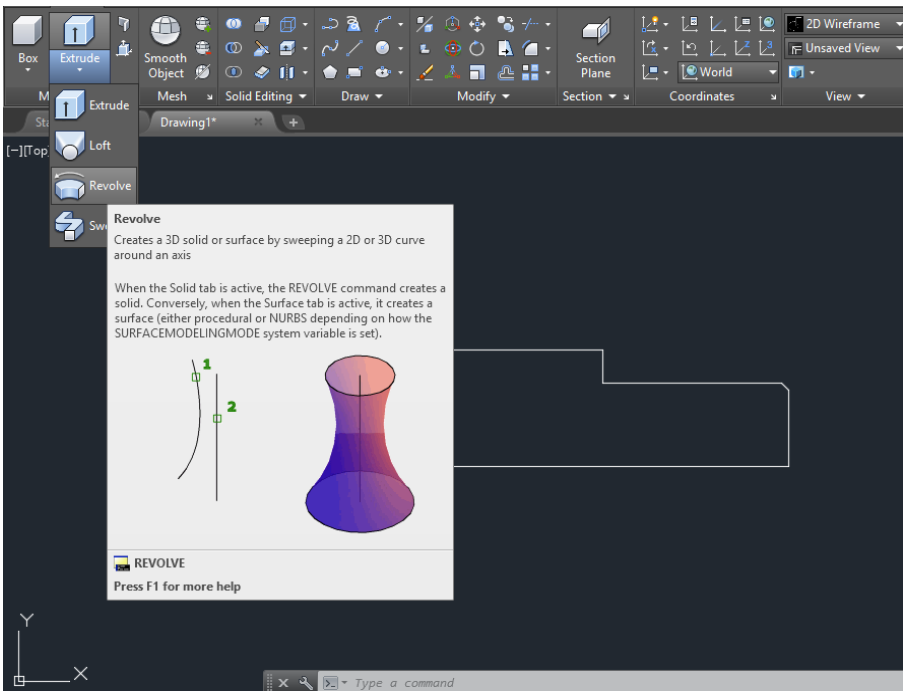 2D Wireframe
Box
Extrude
Smooth
Object
Section
Plane
Unsaved View
World
M
Mesh
Solid Editing
Draw
Modify
Section
Coordinates
View
Extrude
Sta
Drawing1*
[−][Top
Loft
Revolve
Swe
Revolve
Creates a 3D solid or surface by sweeping a 2D or 3D curve
around an axis
When the Solid tab is active, the REVOLVE command creates a
solid. Conversely, when the Surface tab is active, it creates a
surface (either procedural or NURBS depending on how the
SURFACEMODELINGMODE system variable is set).
1
2
REVOLVE
Press F1 for more help
Y
X
Type a command